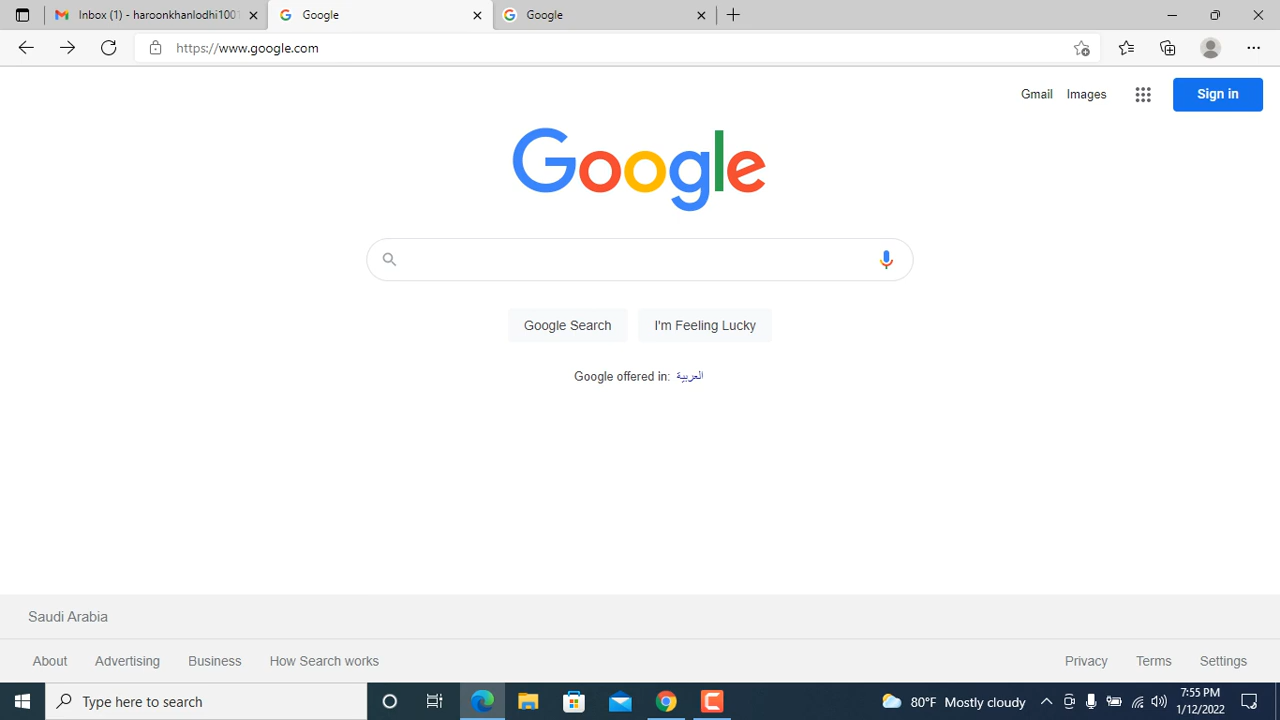 Inbox (1) - haroonkhanlodhi1001
Google
Google
https://www.google.com
Gmail Images Sign in
Google
Google Search I'm Feeling Lucky
Google offered in: العربية
Saudi Arabia
About Advertising Business How Search works Privacy Terms Settings
Type here to search
80°F Mostly cloudy
7:55 PM
1/12/2022